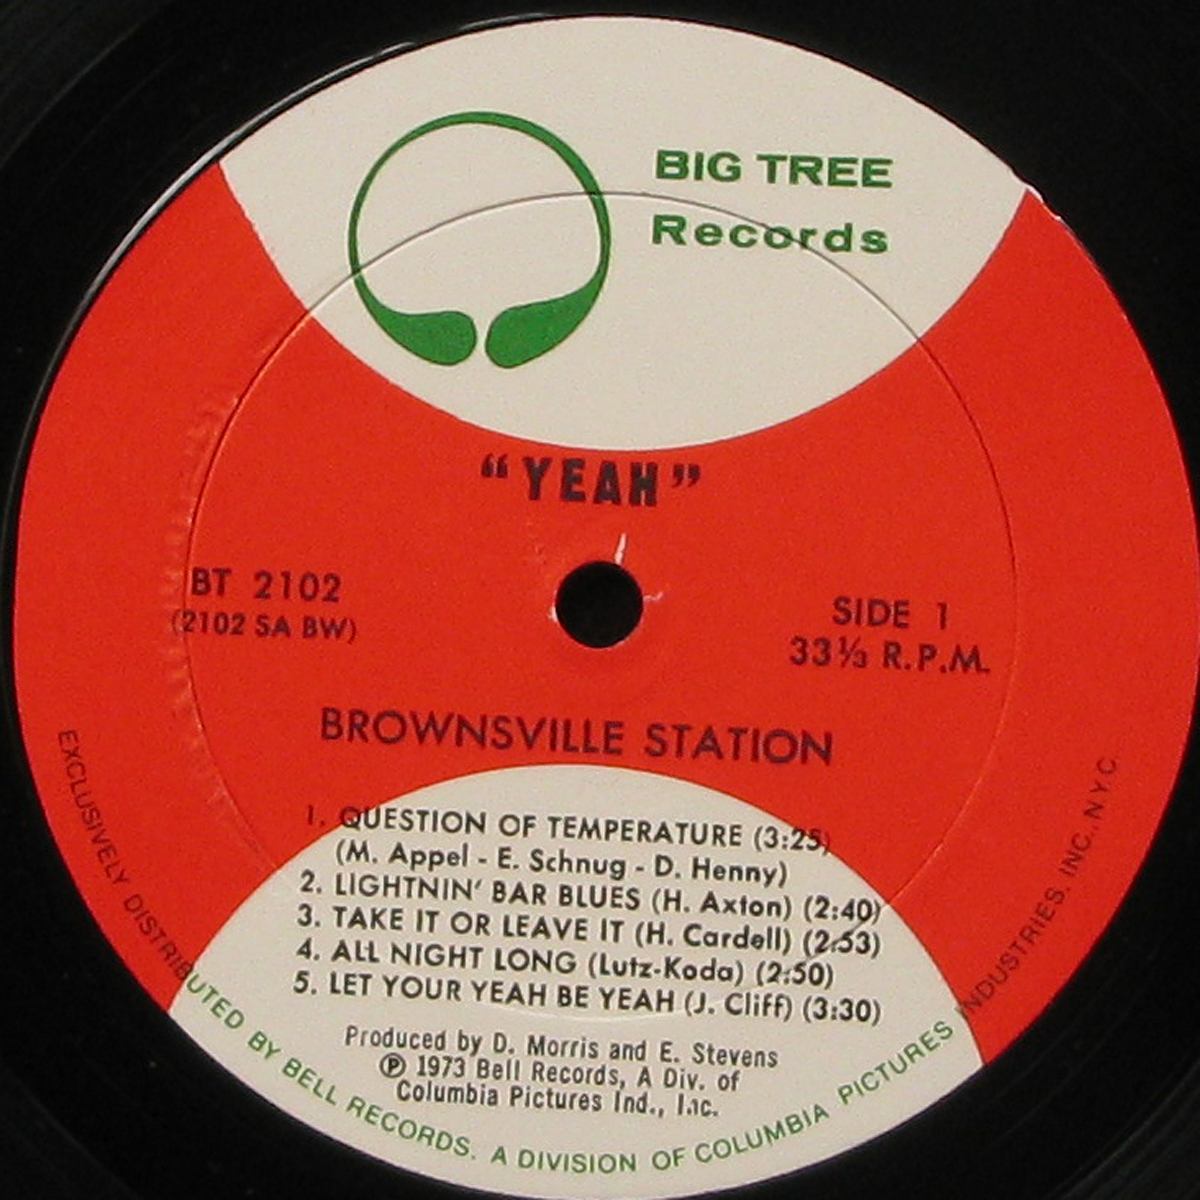 BIG TREE
Records
"YEAH"
BT 2102
(2102 SA BW)
SIDE 1
33⅓ R.P.M.
BROWNSVILLE STATION
1. QUESTION OF TEMPERATURE (3:25)
(M. Appel - E. Schnug - D. Henny)
2. LIGHTNIN' BAR BLUES (H. Axton) (2:40)
3. TAKE IT OR LEAVE IT (H. Cardell) (2:53)
4. ALL NIGHT LONG (Lutz-Koda) (2:50)
5. LET YOUR YEAH BE YEAH (J. Cliff) (3:30)
Produced by D. Morris and E. Stevens
℗ 1973 Bell Records, A Div. of
Columbia Pictures Ind., Inc.
EXCLUSIVELY DISTRIBUTED BY BELL RECORDS. A DIVISION OF COLUMBIA PICTURES INDUSTRIES, INC., N.Y.C.